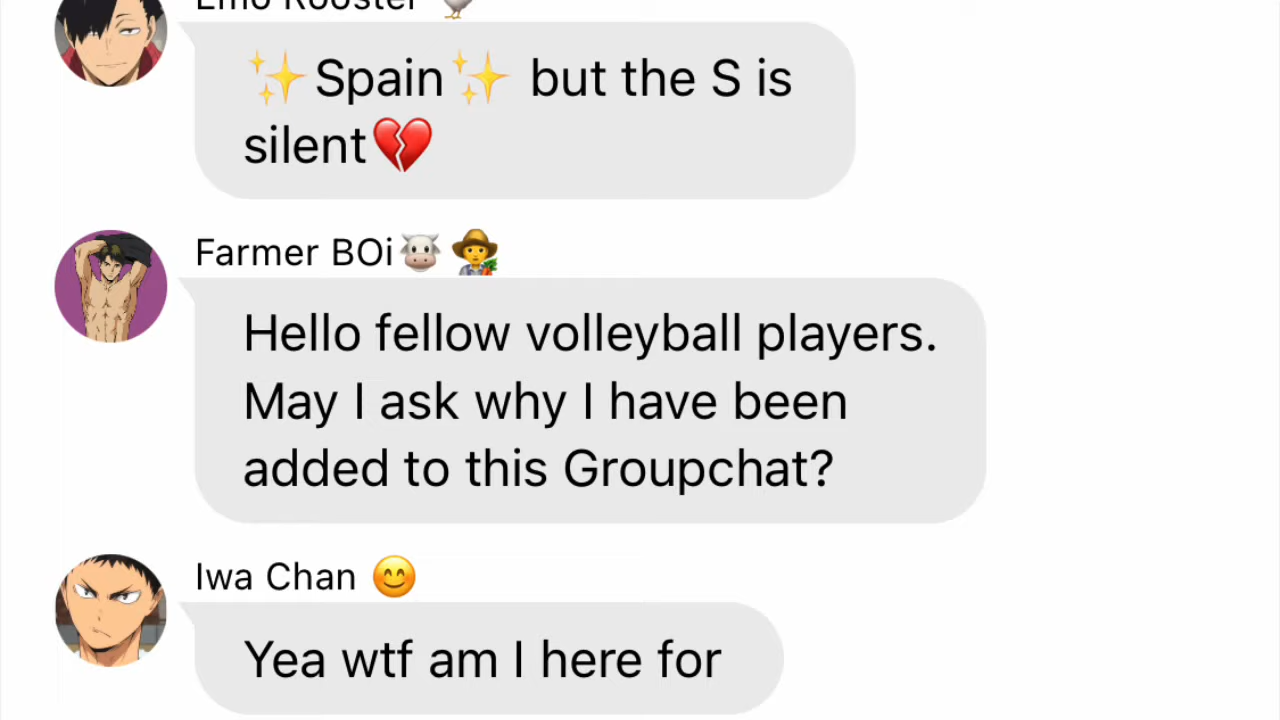 Emo Rooster 🐓
✨Spain✨ but the S is
silent💔
Farmer BOi🐮🧑‍🌾
Hello fellow volleyball players.
May I ask why I have been
added to this Groupchat?
Iwa Chan 😊
Yea wtf am I here for